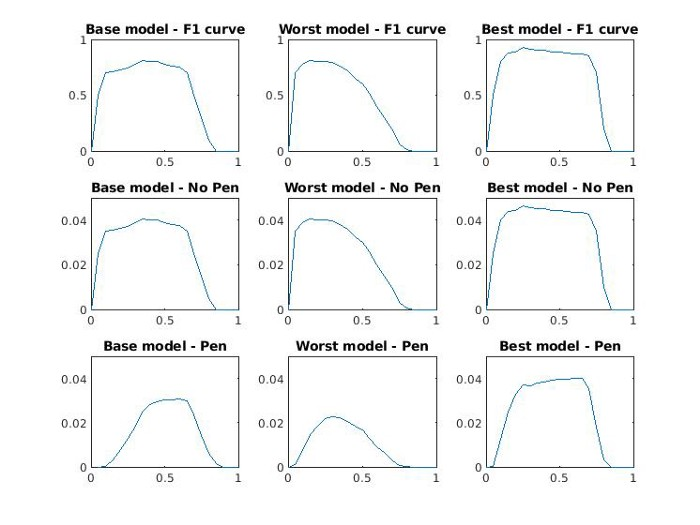 Base model - F1 curve Worst model - F1 curve Best model - F1 curve
1 1 1
0.5 0.5 0.5
0 0 0
0 0.5 1 0 0.5 1 0 0.5 1
Base model - No Pen Worst model - No Pen Best model - No Pen
0.04 0.04 0.04
0.02 0.02 0.02
0 0 0
0 0.5 1 0 0.5 1 0 0.5 1
Base model - Pen Worst model - Pen Best model - Pen
0.04 0.04 0.04
0.02 0.02 0.02
0 0 0
0 0.5 1 0 0.5 1 0 0.5 1